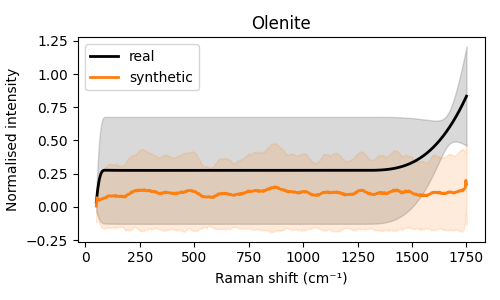 Olenite
1.25
1.00
0.75
0.50
0.25
0.00
−0.25
Normalised intensity
real
synthetic
0 250 500 750 1000 1250 1500 1750
Raman shift (cm⁻¹)